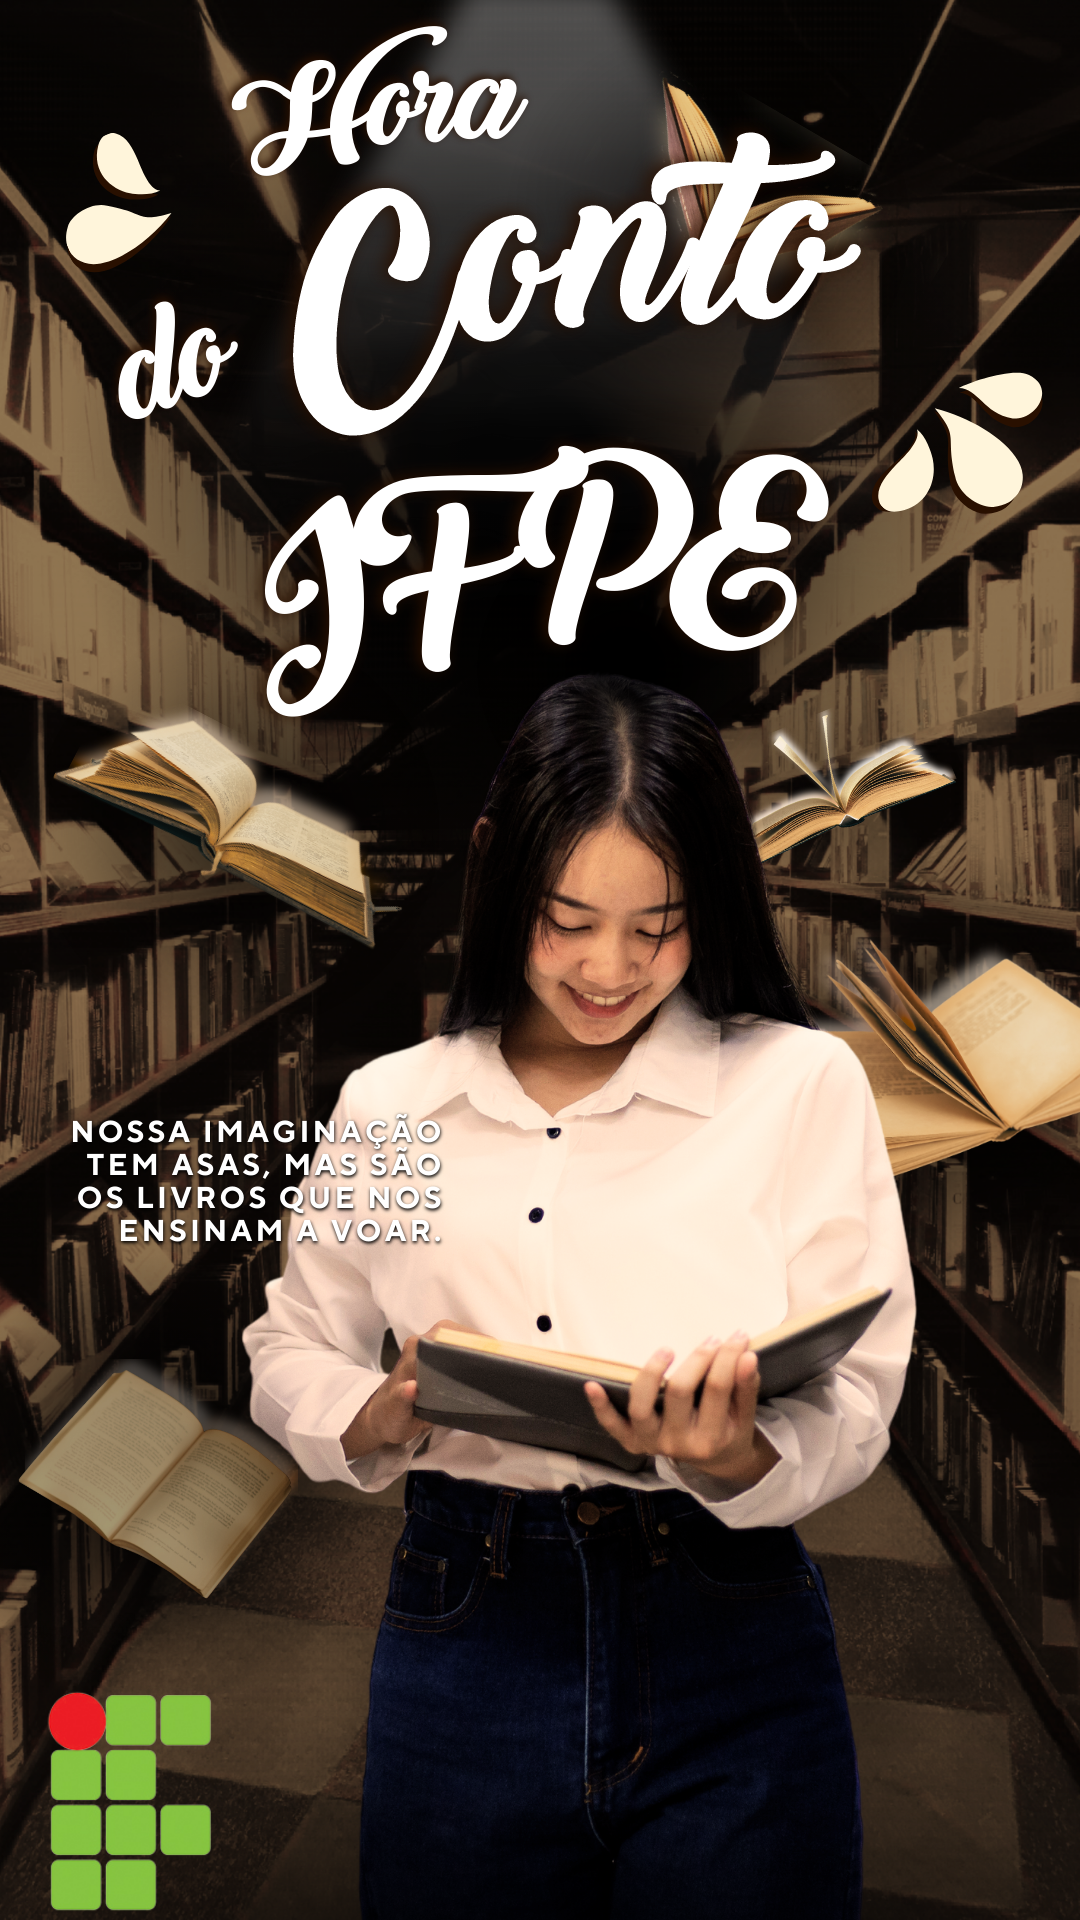 Hora
do Conto
IFPE
NOSSA IMAGINAÇÃO
TEM ASAS, MAS SÃO
OS LIVROS QUE NOS
ENSINAM A VOAR.